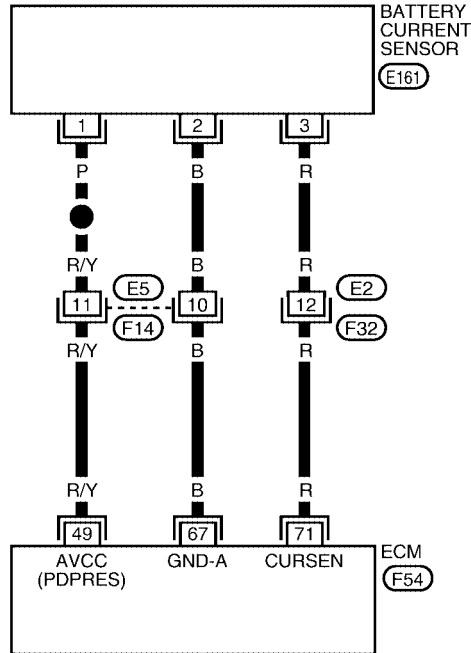 BATTERY
CURRENT
SENSOR
E161
1 2 3
P B R
R/Y B R
11 E5 10 12 E2
F14 F32
R/Y B R
R/Y B R
49 67 71
AVCC GND-A CURSEN ECM
(PDPRES) F54